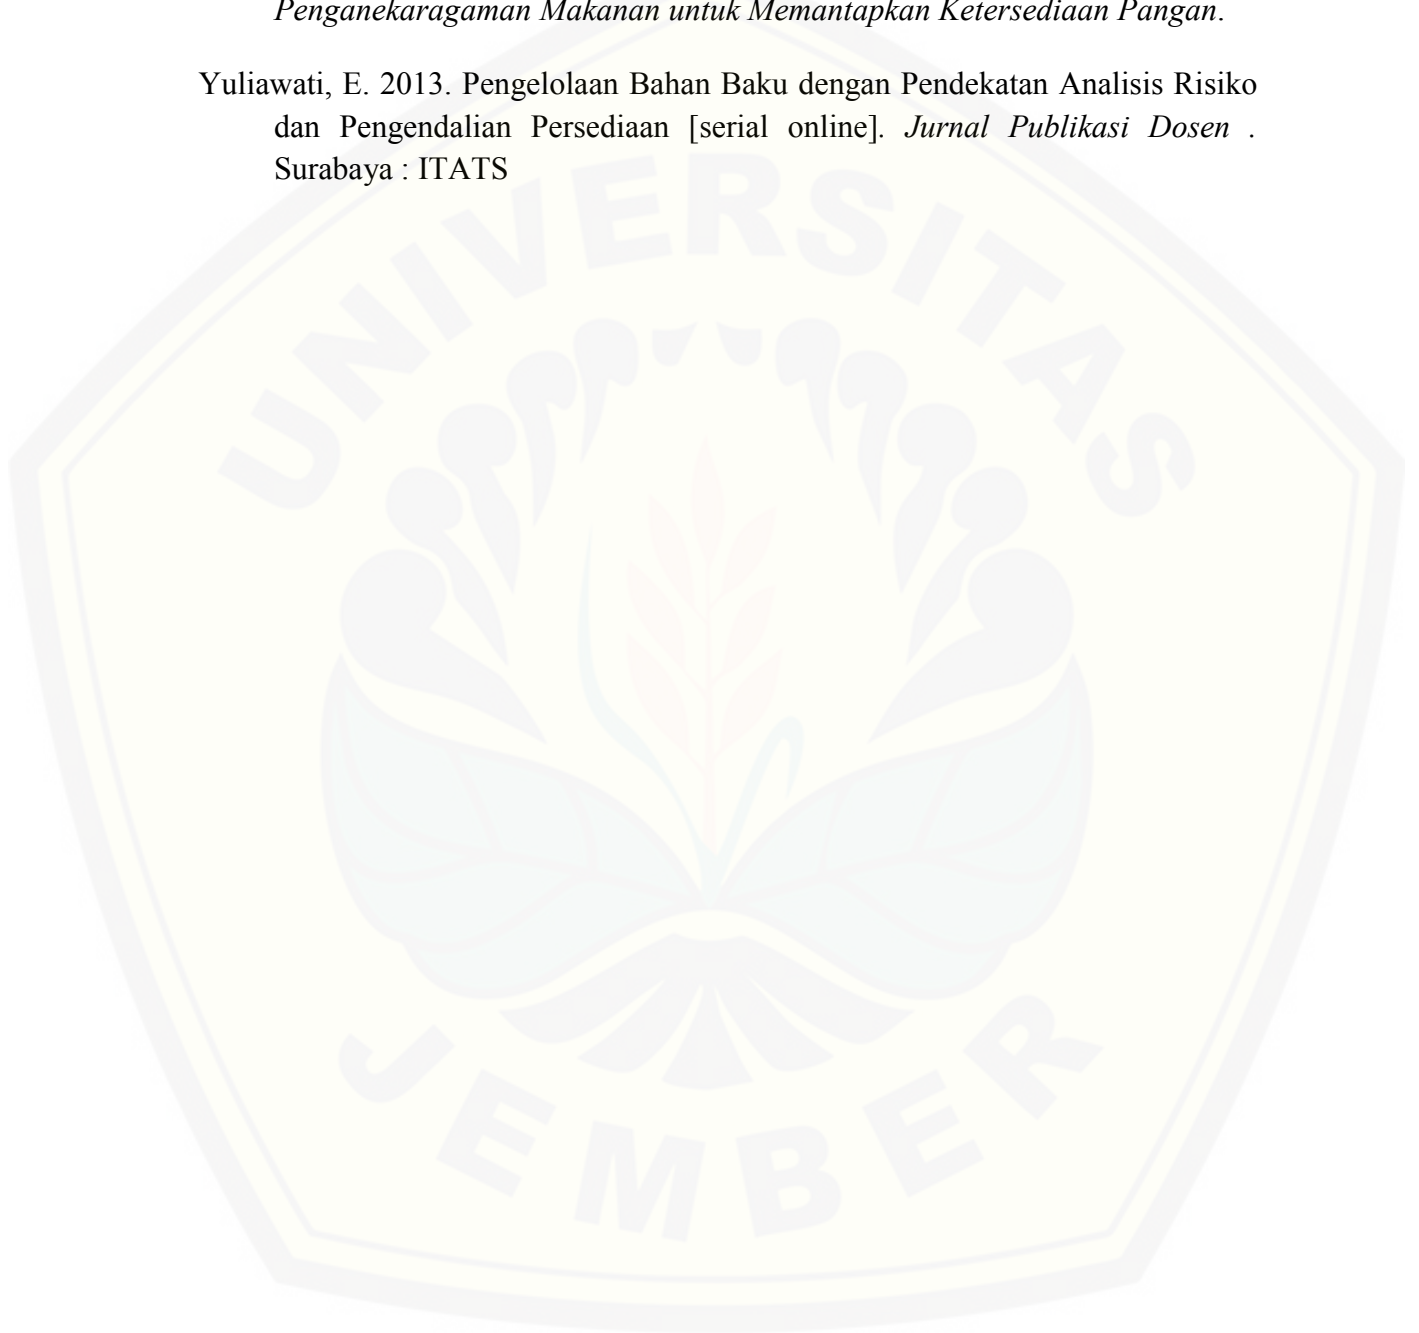 Penganekaragaman Makanan untuk Memantapkan Ketersediaan Pangan.
Yuliawati, E. 2013. Pengelolaan Bahan Baku dengan Pendekatan Analisis Risiko
dan Pengendalian Persediaan [serial online]. Jurnal Publikasi Dosen .
Surabaya : ITATS
UNIVERSITAS
JEMBER